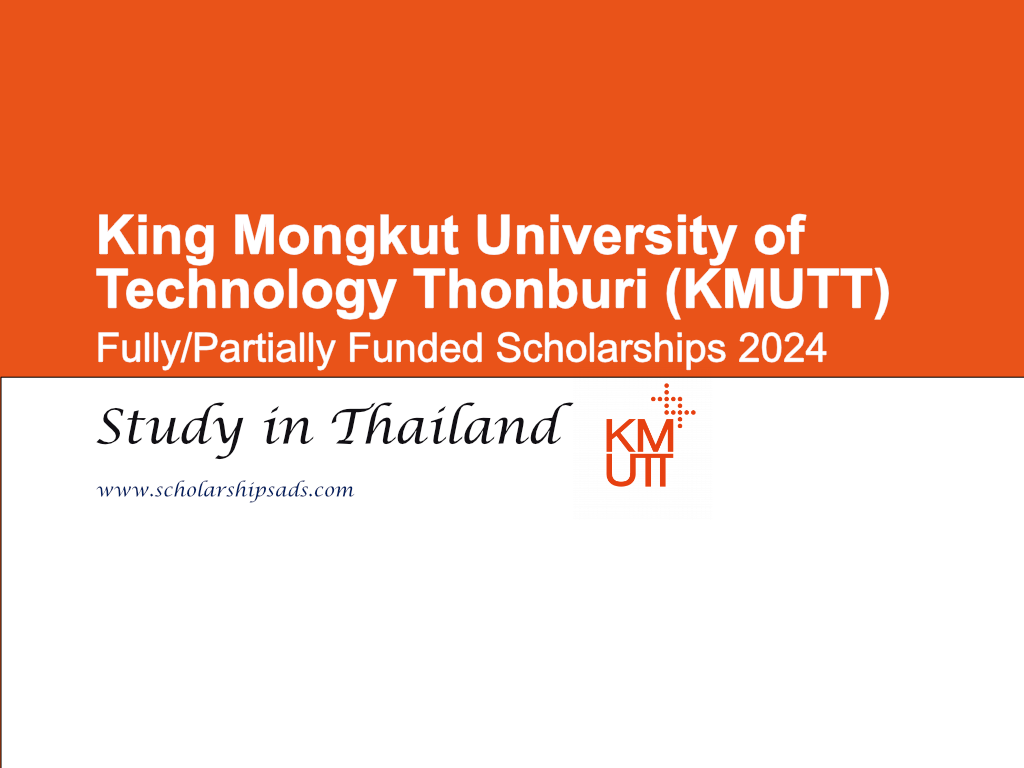 King Mongkut University of
Technology Thonburi (KMUTT)
Fully/Partially Funded Scholarships 2024
Study in Thailand
www.scholarshipsads.com
KM
UTT